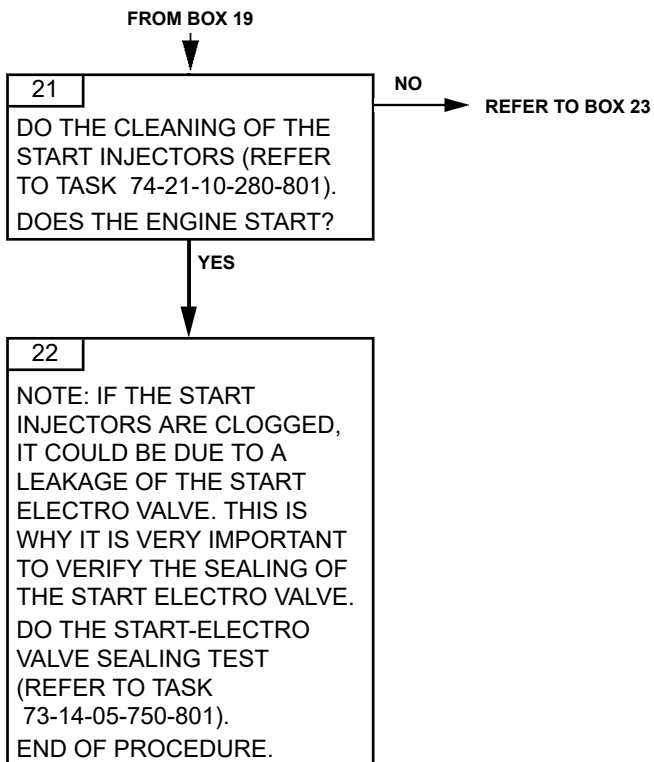 FROM BOX 19
21
NO
REFER TO BOX 23
DO THE CLEANING OF THE
START INJECTORS (REFER
TO TASK 74-21-10-280-801).
DOES THE ENGINE START?
YES
22
NOTE: IF THE START
INJECTORS ARE CLOGGED,
IT COULD BE DUE TO A
LEAKAGE OF THE START
ELECTRO VALVE. THIS IS
WHY IT IS VERY IMPORTANT
TO VERIFY THE SEALING OF
THE START ELECTRO VALVE.
DO THE START-ELECTRO
VALVE SEALING TEST
(REFER TO TASK
73-14-05-750-801).
END OF PROCEDURE.